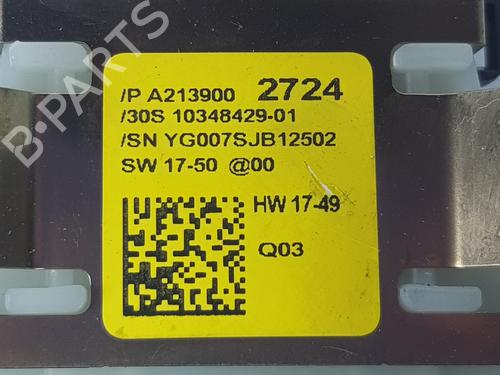 /P A213900 2724
/30S 10348429-01
/SN YG007SJB12502
SW 17-50 @00
HW 17-49
Q03
B-PARTS